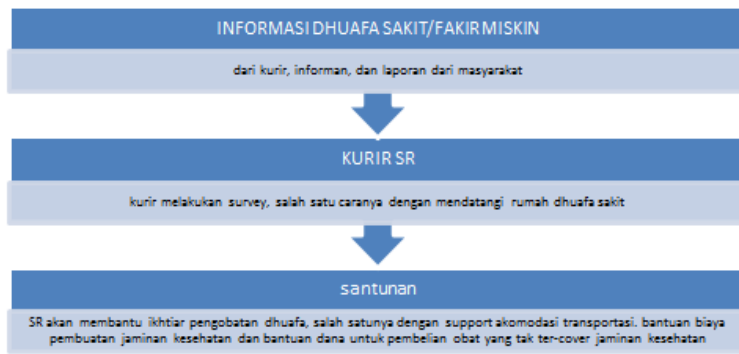 INFORMASI DHUAFA SAKIT/FAKIR MISKIN
dari kurir, informan, dan laporan dari masyarakat
KURIR SR
kurir melakukan survey, salah satu caranya dengan mendatangi rumah dhuafa sakit
santunan
SR akan membantu ikhtiar pengobatan dhuafa, salah satunya dengan support akomodasi transportasi. bantuan biaya
pembuatan jaminan kesehatan dan bantuan dana untuk pembelian obat yang tak ter-cover jaminan kesehatan